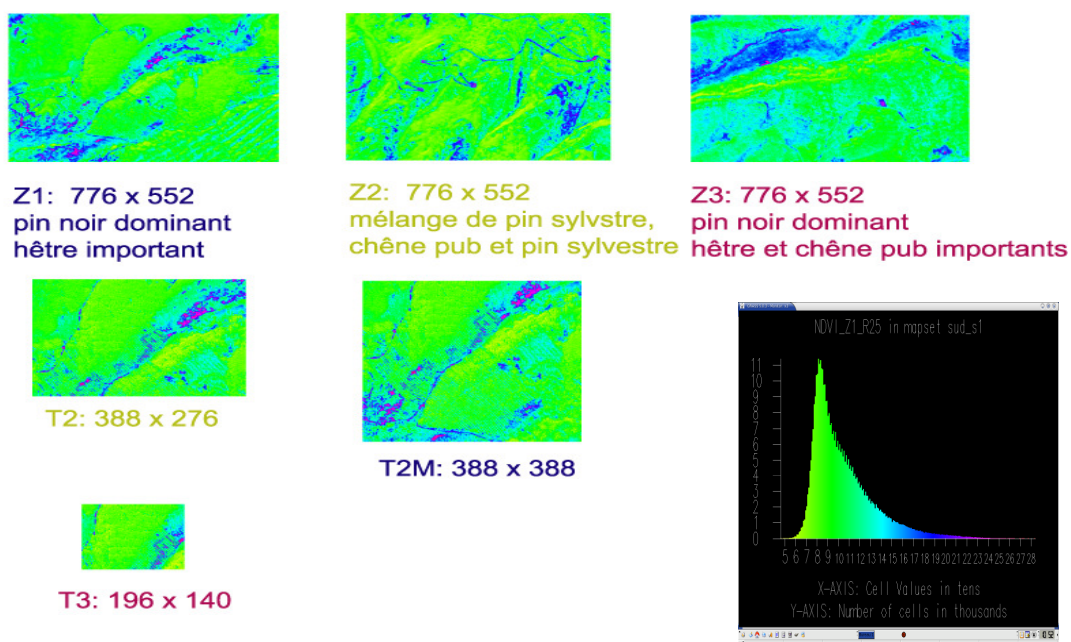 Z1: 776 x 552
pin noir dominant
hêtre important
Z2: 776 x 552
mélange de pin sylvstre,
chêne pub et pin sylvestre
Z3: 776 x 552
pin noir dominant
hêtre et chêne pub importants
T2: 388 x 276
T2M: 388 x 388
T3: 196 x 140
NDVI_Z1_R25 in mapset sud_s1
11
10
9
8
7
6
5
4
3
2
1
0
5 6 7 8 9 10 11 12 13 14 15 16 17 18 19 20 21 22 23 24 25 26 27 28
X-AXIS: Cell Values in tens
Y-AXIS: Number of cells in thousands